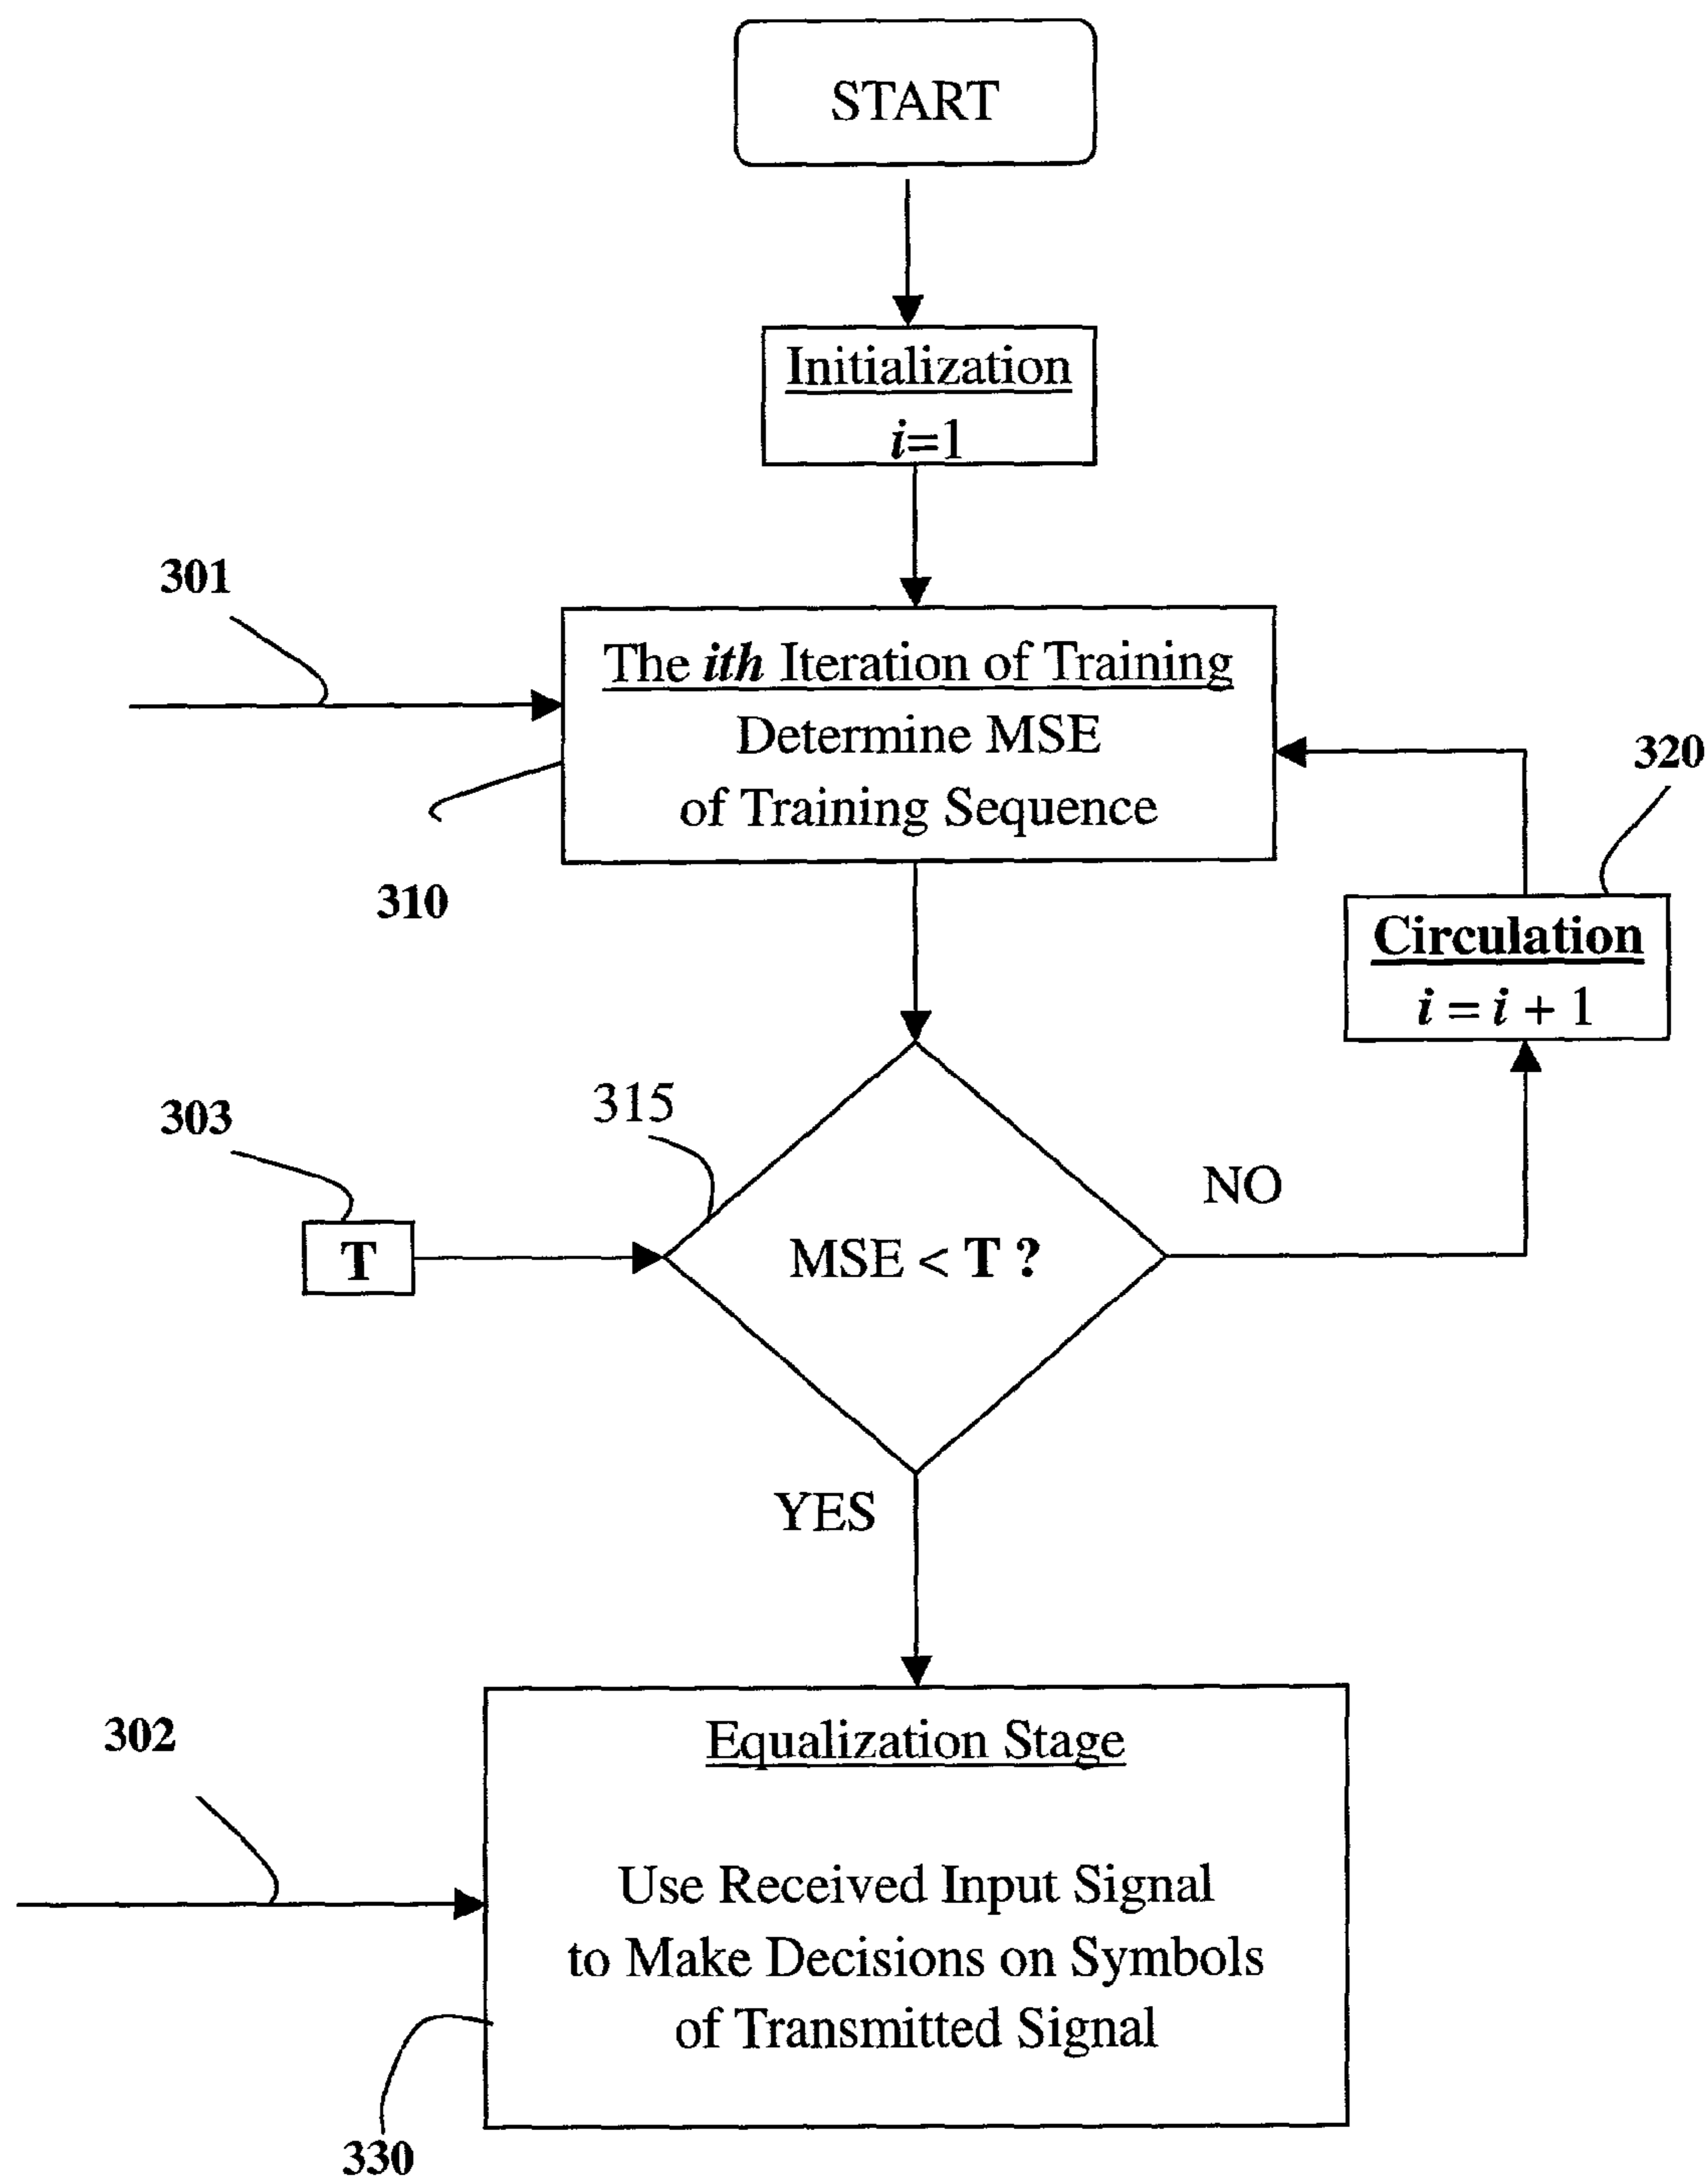 START
Initialization
i=1
301
The ith Iteration of Training
Determine MSE
of Training Sequence
310
320
Circulation
i = i + 1
303
T
315
MSE < T ?
NO
YES
302
Equalization Stage
Use Received Input Signal
to Make Decisions on Symbols
of Transmitted Signal
330